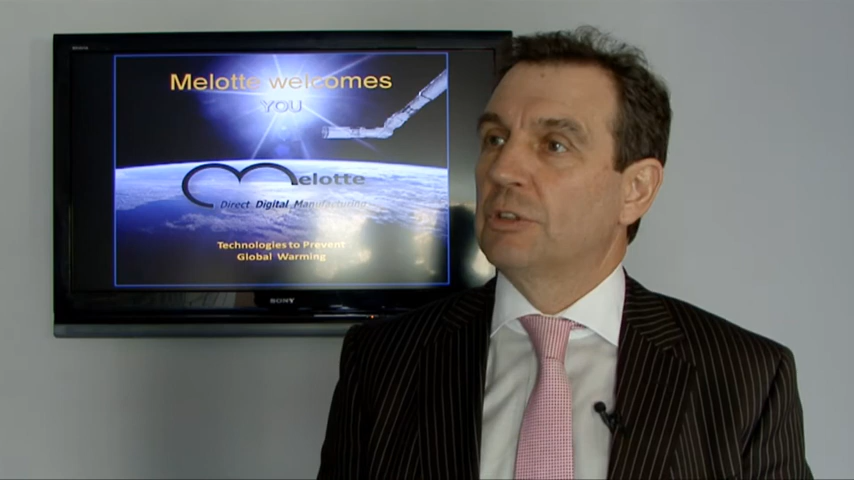 Melotte welcomes
YOU
Melotte
Direct Digital Manufacturing
Technologies to Prevent
Global Warming
SONY